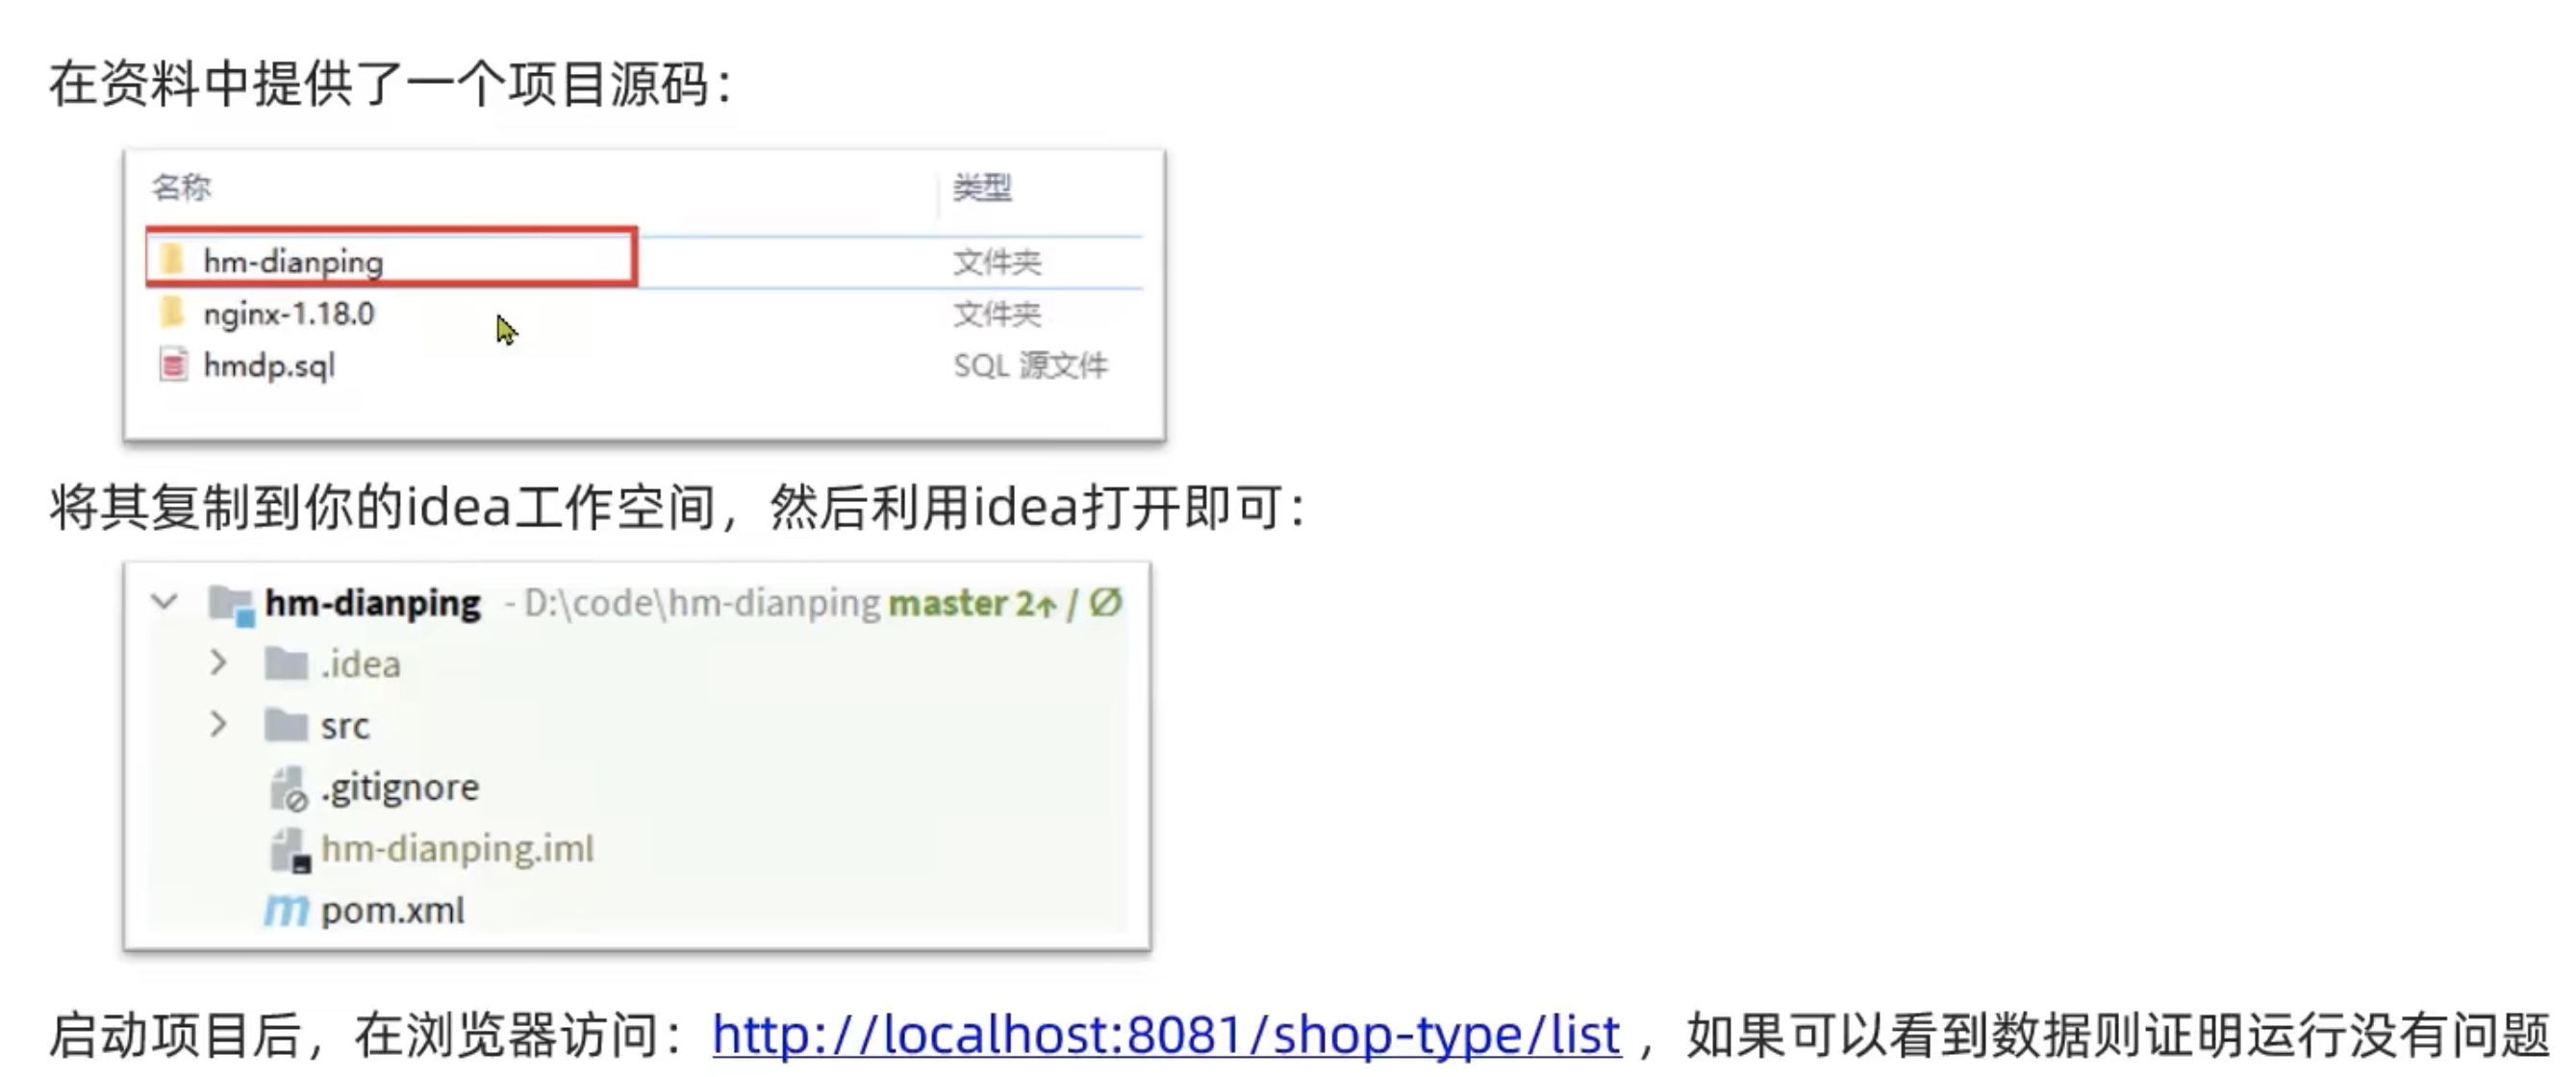 在资料中提供了一个项目源码：
名称 类型
hm-dianping 文件夹
nginx-1.18.0 文件夹
hmdp.sql SQL 源文件
将其复制到你的idea工作空间，然后利用idea打开即可：
hm-dianping - D:\code\hm-dianping master 2↑ / ∅
.idea
src
.gitignore
hm-dianping.iml
pom.xml
启动项目后，在浏览器访问：http://localhost:8081/shop-type/list ，如果可以看到数据则证明运行没有问题